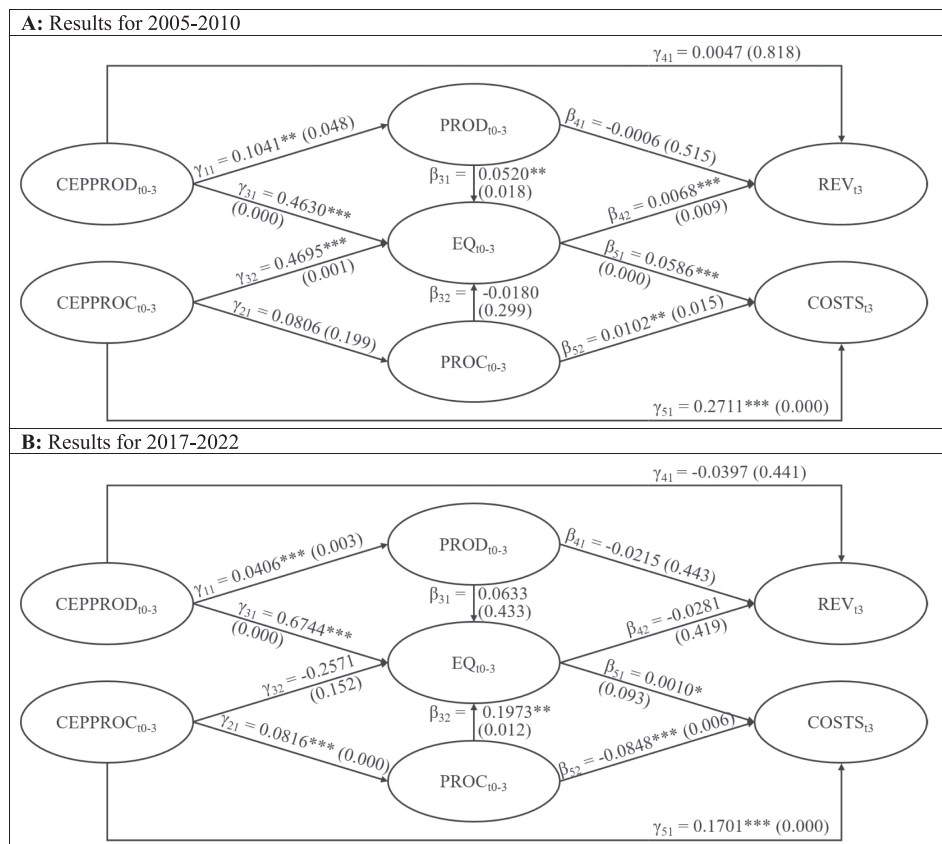 A: Results for 2005-2010
γ41 = 0.0047 (0.818)
PRODt0-3
γ11 = 0.1041** (0.048)
β41 = -0.0006 (0.515)
CEPPRODt0-3
β31 = 0.0520**
(0.018)
REVt3
γ31 = 0.4630***
(0.000)
β42 = 0.0068***
(0.009)
EQt0-3
γ32 = 0.4695***
(0.001)
β51 = 0.0586***
(0.000)
CEPPROCt0-3
β32 = -0.0180
(0.299)
COSTSt3
γ21 = 0.0806 (0.199)
β52 = 0.0102** (0.015)
PROCt0-3
γ51 = 0.2711*** (0.000)
B: Results for 2017-2022
γ41 = -0.0397 (0.441)
PRODt0-3
γ11 = 0.0406*** (0.003)
β41 = -0.0215 (0.443)
CEPPRODt0-3
β31 = 0.0633
(0.433)
REVt3
γ31 = 0.6744***
(0.000)
β42 = -0.0281
(0.419)
EQt0-3
γ32 = -0.2571
(0.152)
β51 = 0.0010*
(0.093)
CEPPROCt0-3
β32 = 0.1973**
(0.012)
COSTSt3
γ21 = 0.0816*** (0.000)
β52 = -0.0848*** (0.006)
PROCt0-3
γ51 = 0.1701*** (0.000)